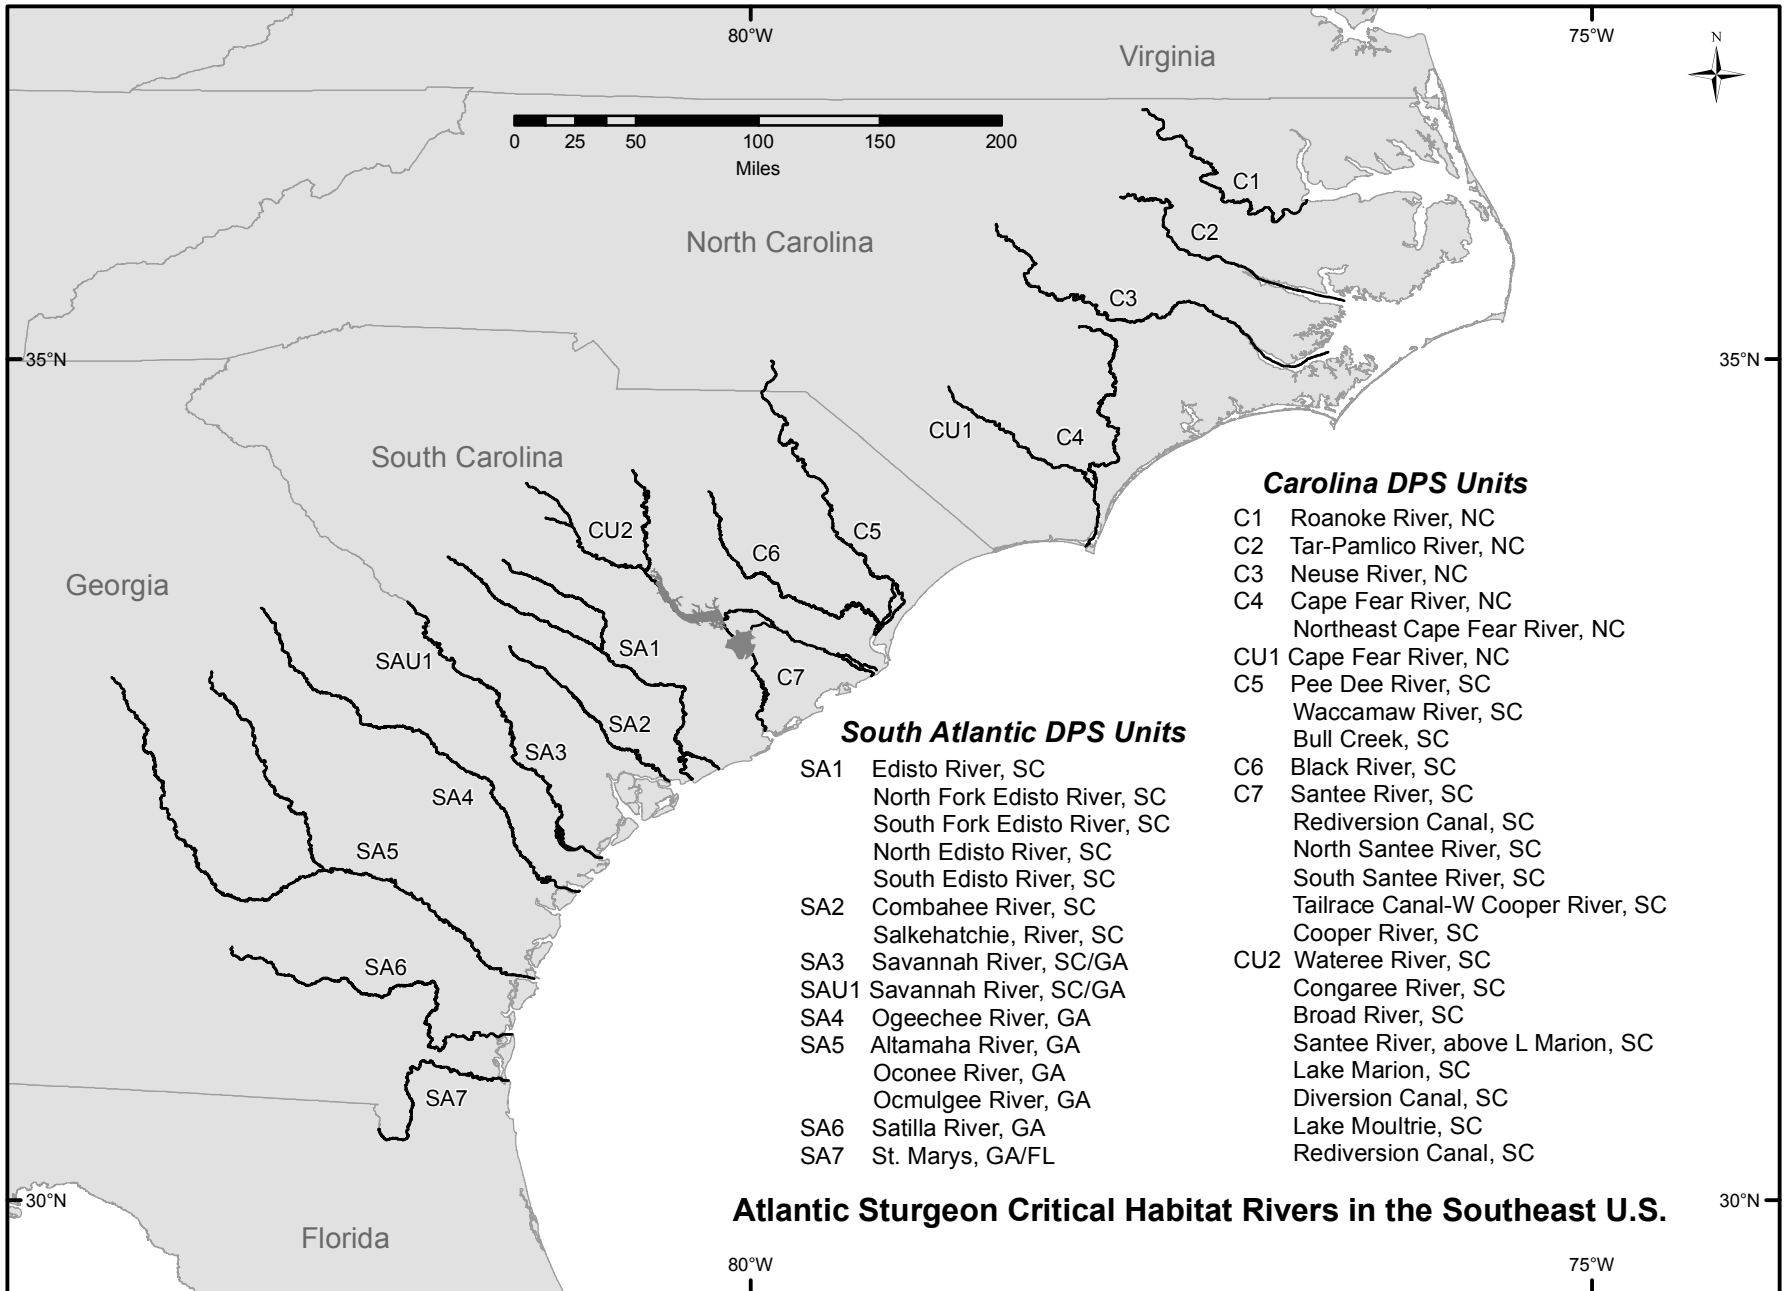 80°W
75°W
N
Virginia
0 25 50 100 150 200
Miles
C1
C2
North Carolina
C3
35°N
35°N
CU1
C4
South Carolina
CU2
C5
C6
Georgia
SA1
SAU1
C7
SA2
SA3
SA4
SA5
SA6
SA7
Carolina DPS Units
C1 Roanoke River, NC
C2 Tar-Pamlico River, NC
C3 Neuse River, NC
C4 Cape Fear River, NC
Northeast Cape Fear River, NC
CU1 Cape Fear River, NC
C5 Pee Dee River, SC
Waccamaw River, SC
Bull Creek, SC
C6 Black River, SC
C7 Santee River, SC
Rediversion Canal, SC
North Santee River, SC
South Santee River, SC
Tailrace Canal-W Cooper River, SC
Cooper River, SC
CU2 Wateree River, SC
Congaree River, SC
Broad River, SC
Santee River, above L Marion, SC
Lake Marion, SC
Diversion Canal, SC
Lake Moultrie, SC
Rediversion Canal, SC
South Atlantic DPS Units
SA1 Edisto River, SC
North Fork Edisto River, SC
South Fork Edisto River, SC
North Edisto River, SC
South Edisto River, SC
SA2 Combahee River, SC
Salkehatchie, River, SC
SA3 Savannah River, SC/GA
SAU1 Savannah River, SC/GA
SA4 Ogeechee River, GA
SA5 Altamaha River, GA
Oconee River, GA
Ocmulgee River, GA
SA6 Satilla River, GA
SA7 St. Marys, GA/FL
30°N
30°N
Atlantic Sturgeon Critical Habitat Rivers in the Southeast U.S.
Florida
80°W
75°W